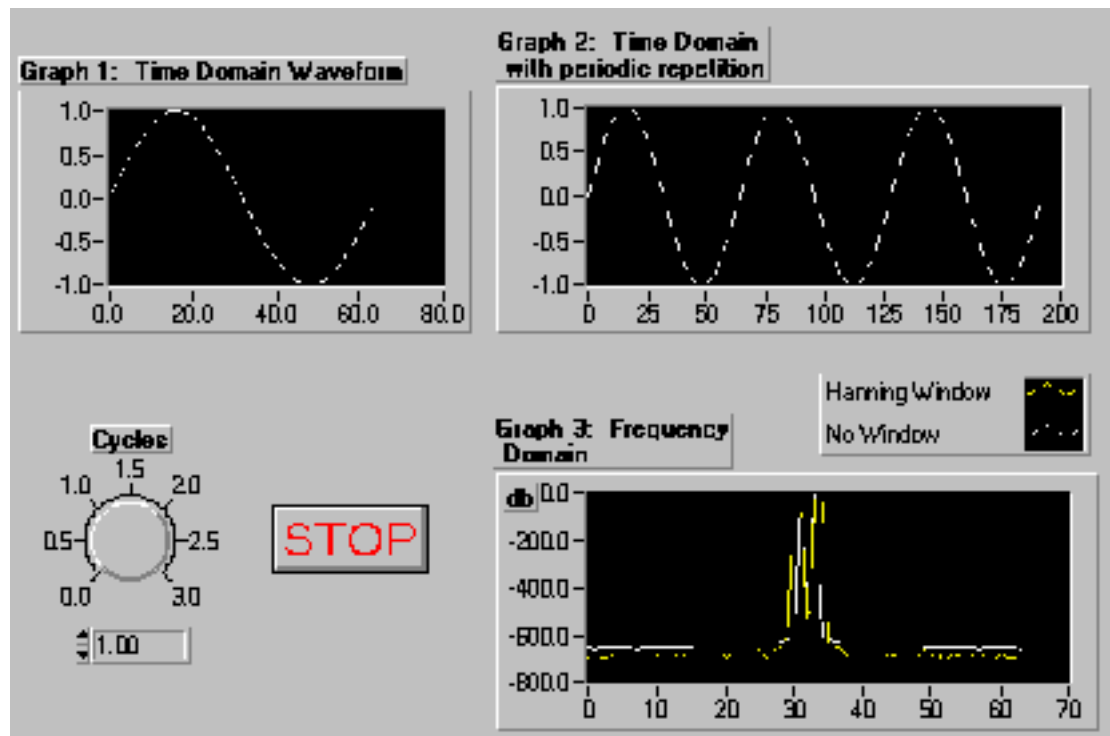 Graph 1: Time Domain Waveform
1.0
0.5
0.0
-0.5
-1.0
0.0 20.0 40.0 60.0 80.0
Graph 2: Time Domain
with periodic repetition
1.0
0.5
0.0
-0.5
-1.0
0 25 50 75 100 125 150 175 200
Cycles
0.0 0.5 1.0 1.5 2.0 2.5 3.0
1.00
STOP
Hanning Window
No Window
Graph 3: Frequency
Domain
db
0.0
-200.0
-400.0
-600.0
-800.0
0 10 20 30 40 50 60 70